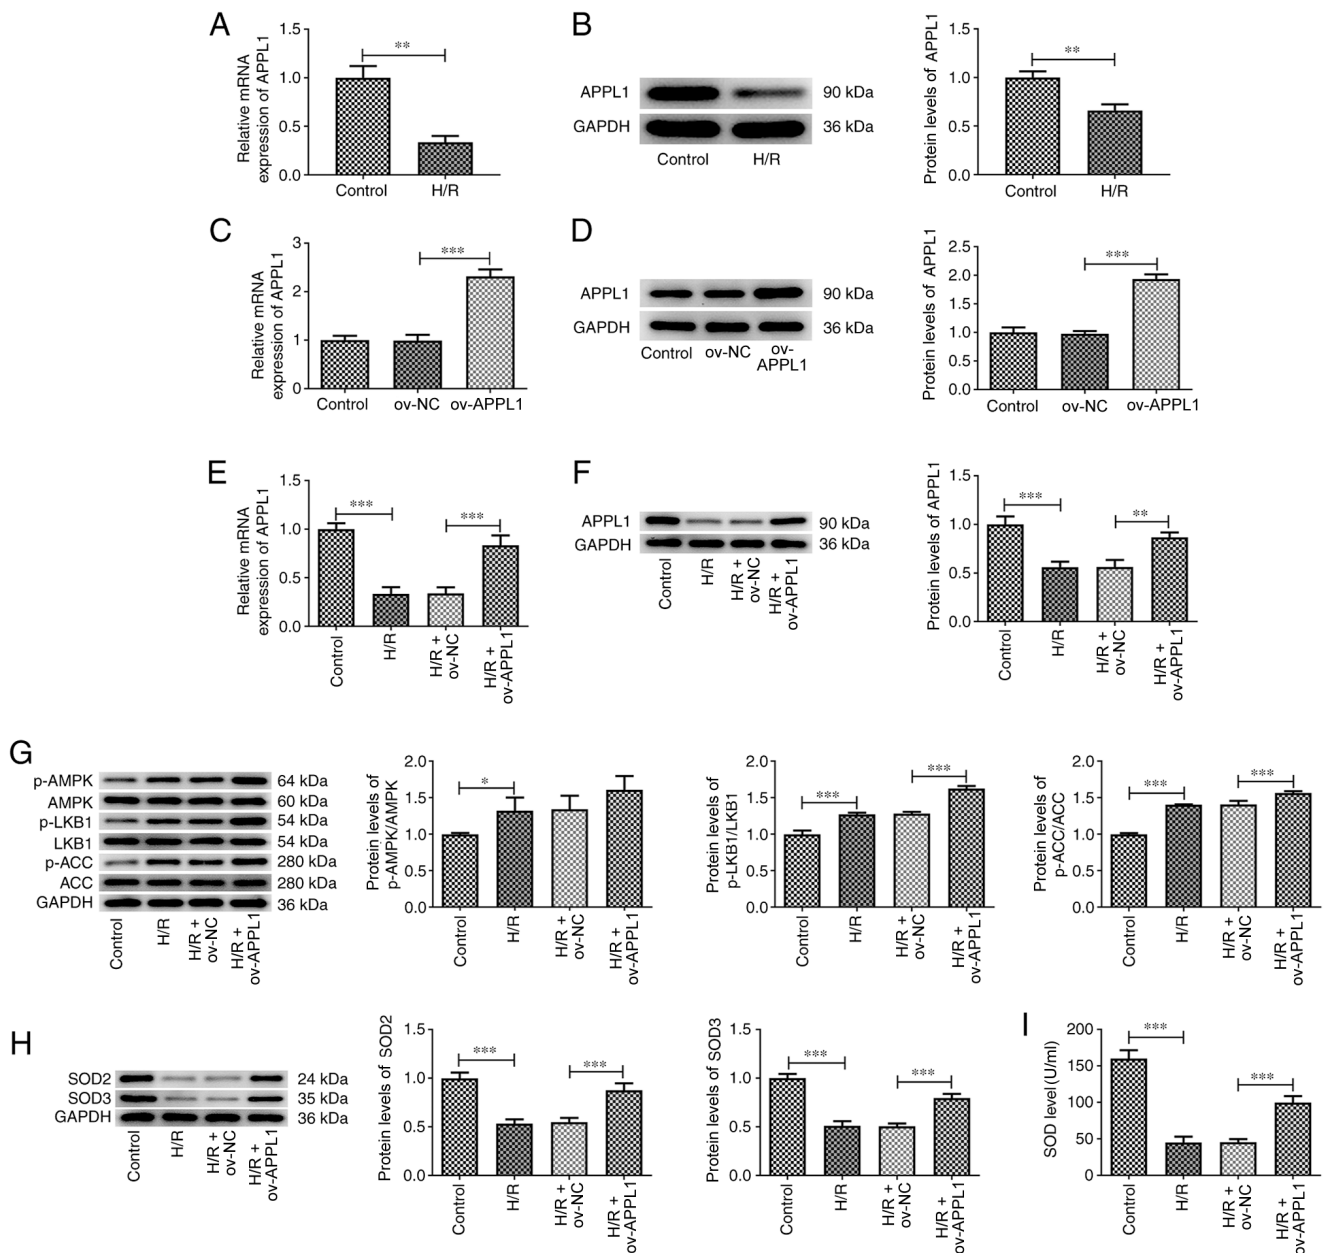 A
Relative mRNA
expression of APPL1
1.5
1.0
0.5
0.0
**
Control
H/R
B
APPL1
90 kDa
GAPDH
36 kDa
Control
H/R
Protein levels of APPL1
1.5
1.0
0.5
0.0
**
Control
H/R
C
Relative mRNA
expression of APPL1
3
2
1
0
***
Control
ov-NC
ov-APPL1
D
APPL1
90 kDa
GAPDH
36 kDa
Control
ov-NC
ov-
APPL1
Protein levels of APPL1
2.5
2.0
1.5
1.0
0.5
0.0
***
Control
ov-NC
ov-APPL1
E
Relative mRNA
expression of APPL1
1.5
1.0
0.5
0.0
***
***
Control
H/R
H/R +
ov-NC
H/R +
ov-APPL1
F
APPL1
90 kDa
GAPDH
36 kDa
Control
H/R
H/R +
ov-NC
H/R +
ov-APPL1
Protein levels of APPL1
1.5
1.0
0.5
0.0
***
**
Control
H/R
H/R +
ov-NC
H/R +
ov-APPL1
G
p-AMPK
64 kDa
AMPK
60 kDa
p-LKB1
54 kDa
LKB1
54 kDa
p-ACC
280 kDa
ACC
280 kDa
GAPDH
36 kDa
Control
H/R
H/R +
ov-NC
H/R +
ov-APPL1
Protein levels of
p-AMPK/AMPK
2.0
1.5
1.0
0.5
0.0
*
Control
H/R
H/R +
ov-NC
H/R +
ov-APPL1
Protein levels of
p-LKB1/LKB1
2.0
1.5
1.0
0.5
0.0
***
***
Control
H/R
H/R +
ov-NC
H/R +
ov-APPL1
Protein levels of
p-ACC/ACC
2.0
1.5
1.0
0.5
0.0
***
***
Control
H/R
H/R +
ov-NC
H/R +
ov-APPL1
H
SOD2
24 kDa
SOD3
35 kDa
GAPDH
36 kDa
Control
H/R
H/R +
ov-NC
H/R +
ov-APPL1
Protein levels of SOD2
1.5
1.0
0.5
0.0
***
***
Control
H/R
H/R +
ov-NC
H/R +
ov-APPL1
Protein levels of SOD3
1.5
1.0
0.5
0.0
***
***
Control
H/R
H/R +
ov-NC
H/R +
ov-APPL1
I
SOD level (U/ml)
200
150
100
50
0
***
***
Control
H/R
H/R +
ov-NC
H/R +
ov-APPL1